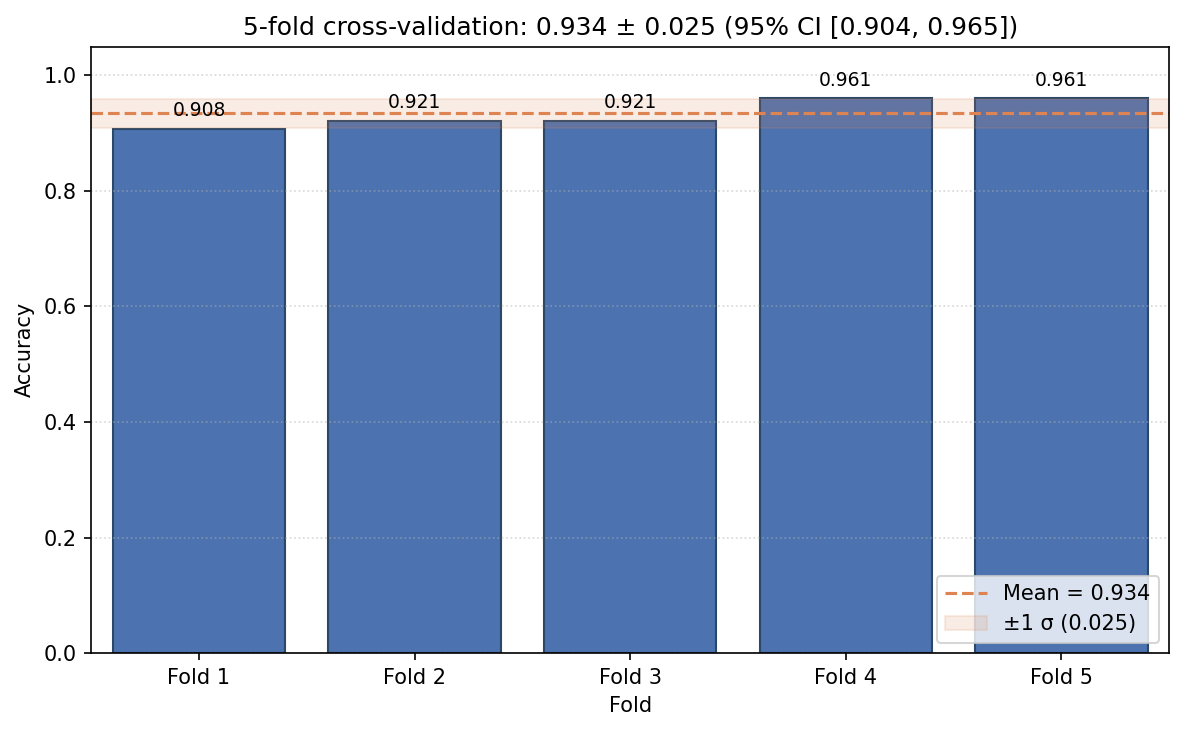 5-fold cross-validation: 0.934 ± 0.025 (95% CI [0.904, 0.965])
Accuracy
1.0
0.8
0.6
0.4
0.2
0.0
0.908
0.921
0.921
0.961
0.961
Mean = 0.934
±1 σ (0.025)
Fold 1
Fold 2
Fold 3
Fold 4
Fold 5
Fold